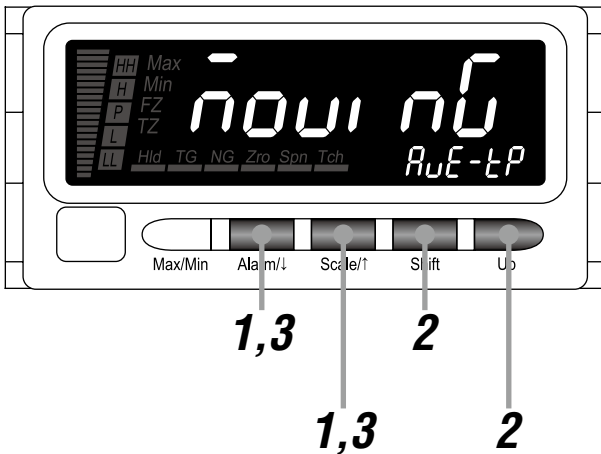 HH Max
H Min
P FZ
L TZ
LL Hld TG NG Zro Spn Tch
moving
AvE-tP
Max/Min Alarm/↓ Scale/↑ Shift Up
1,3 2
1,3 2